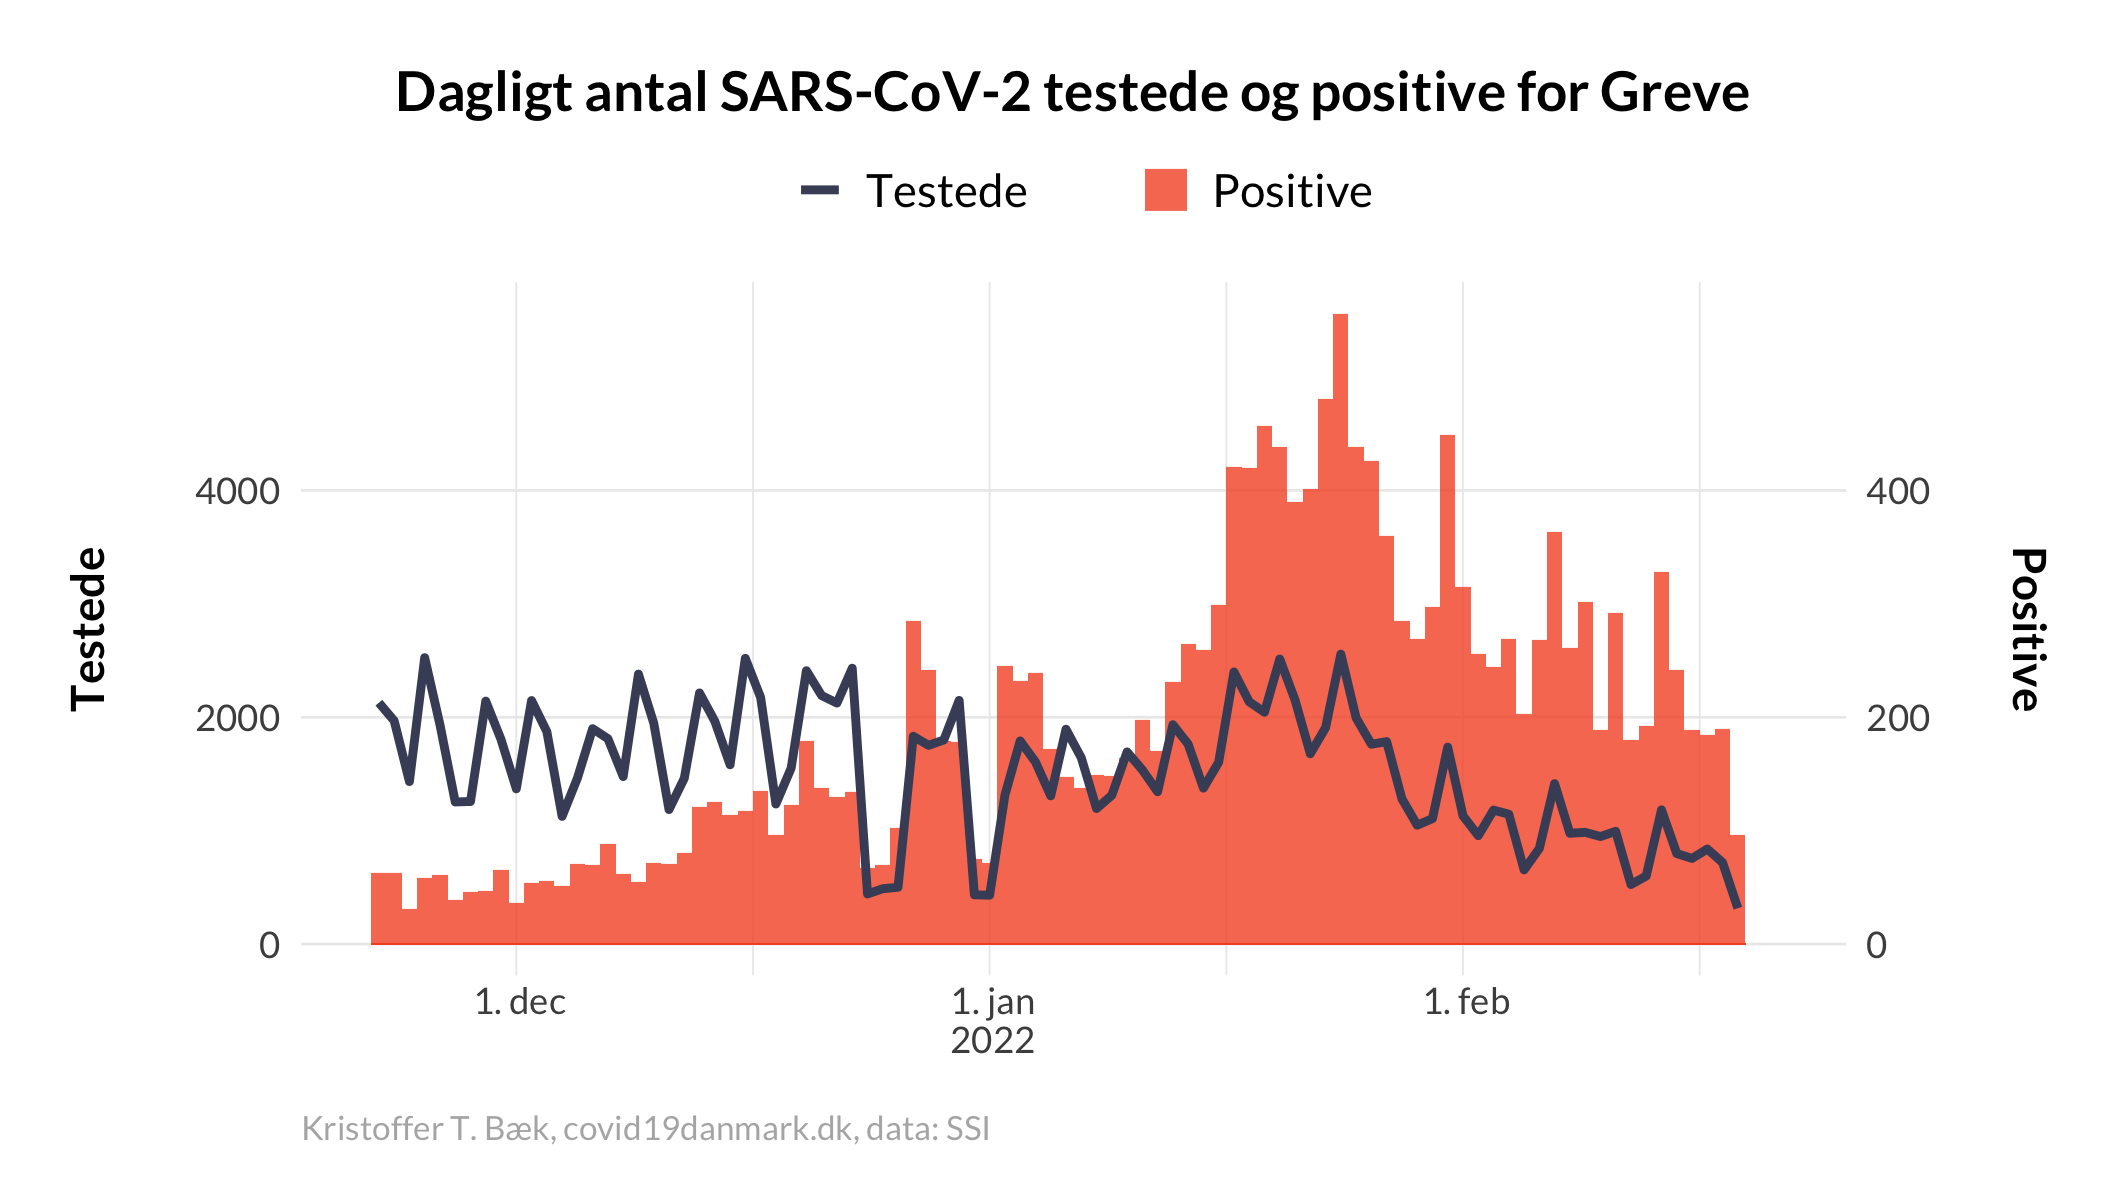 Dagligt antal SARS-CoV-2 testede og positive for Greve
Testede
Positive
4000
2000
0
Testede
400
200
0
Positive
1. dec
1. jan
2022
1. feb
Kristoffer T. Bæk, covid19danmark.dk, data: SSI